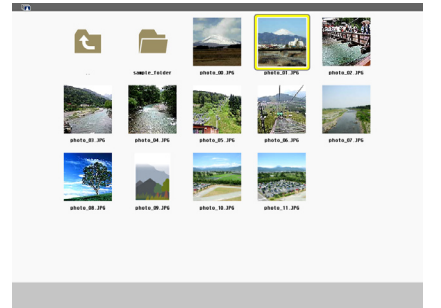 sample_folder photo_00.JPG photo_01.JPG photo_02.JPG
photo_03.JPG photo_04.JPG photo_05.JPG photo_06.JPG photo_07.JPG
photo_08.JPG photo_09.JPG photo_10.JPG photo_11.JPG